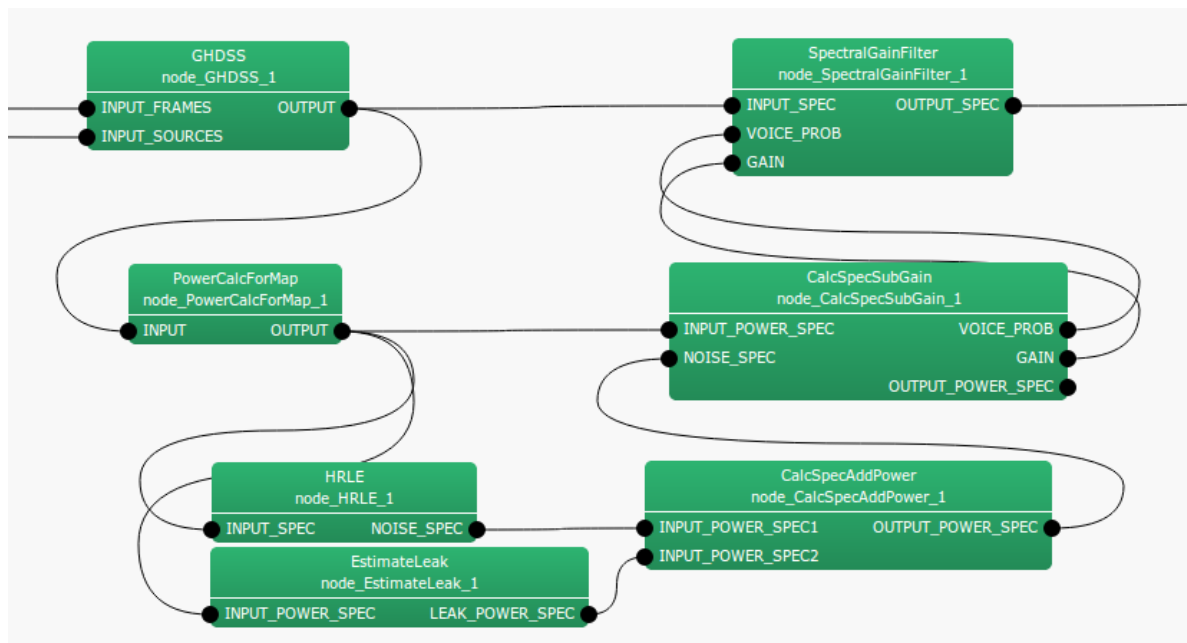 GHDSS
node_GHDSS_1
INPUT_FRAMES OUTPUT
INPUT_SOURCES
SpectralGainFilter
node_SpectralGainFilter_1
INPUT_SPEC OUTPUT_SPEC
VOICE_PROB
GAIN
PowerCalcForMap
node_PowerCalcForMap_1
INPUT OUTPUT
CalcSpecSubGain
node_CalcSpecSubGain_1
INPUT_POWER_SPEC VOICE_PROB
NOISE_SPEC GAIN
OUTPUT_POWER_SPEC
HRLE
node_HRLE_1
INPUT_SPEC NOISE_SPEC
CalcSpecAddPower
node_CalcSpecAddPower_1
INPUT_POWER_SPEC1 OUTPUT_POWER_SPEC
INPUT_POWER_SPEC2
EstimateLeak
node_EstimateLeak_1
INPUT_POWER_SPEC LEAK_POWER_SPEC